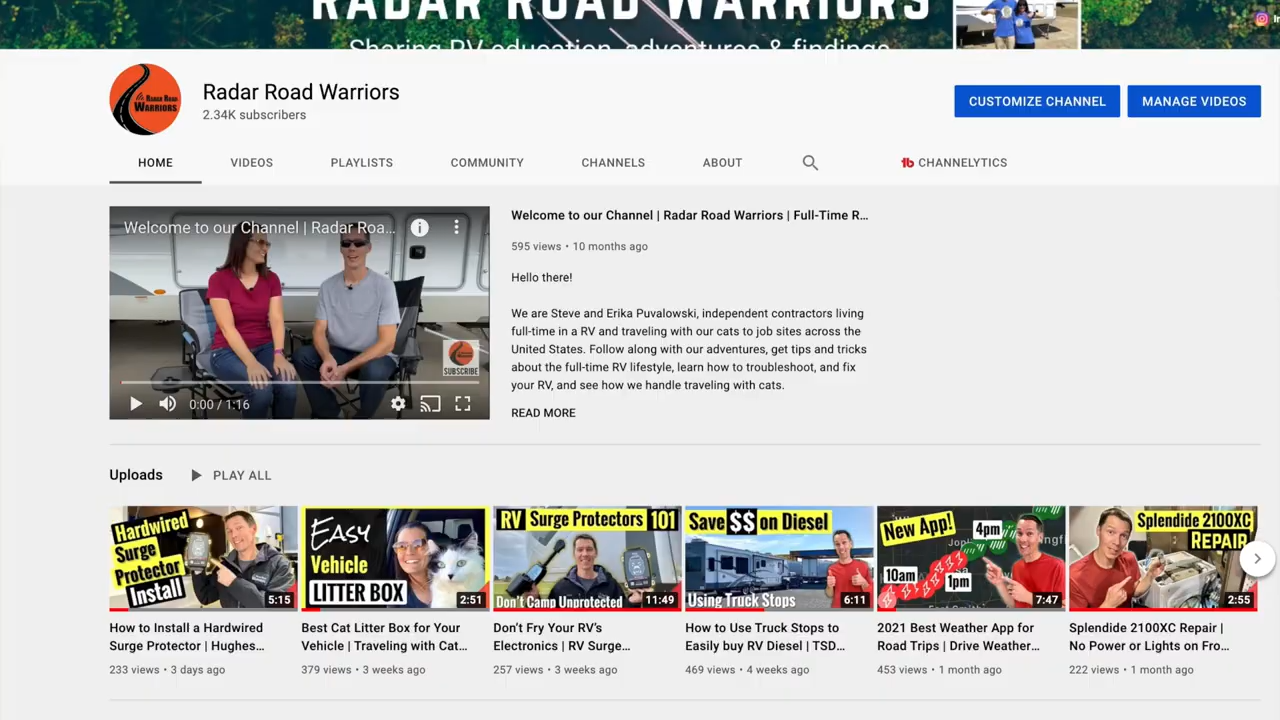 RADAR ROAD WARRIORS
Sharing RV education, adventures & findings
In
RADAR ROAD
WARRIORS
Radar Road Warriors
2.34K subscribers
CUSTOMIZE CHANNEL
MANAGE VIDEOS
HOME
VIDEOS
PLAYLISTS
COMMUNITY
CHANNELS
ABOUT
CHANNELYTICS
Welcome to our Channel | Radar Roa...
SUBSCRIBE
0:00 / 1:16
Welcome to our Channel | Radar Road Warriors | Full-Time R...
595 views • 10 months ago
Hello there!
We are Steve and Erika Puvalowski, independent contractors living
full-time in a RV and traveling with our cats to job sites across the
United States. Follow along with our adventures, get tips and tricks
about the full-time RV lifestyle, learn how to troubleshoot, and fix
your RV, and see how we handle traveling with cats.
READ MORE
Uploads
PLAY ALL
Hardwired
Surge
Protector
Install
5:15
EASY
Vehicle
LITTER BOX
2:51
RV Surge Protectors 101
Don't Camp Unprotected
11:49
Save $$ on Diesel
Using Truck Stops
6:11
New App!
4pm
10am
1pm
7:47
Splendide 2100XC
REPAIR
2:55
How to Install a Hardwired
Surge Protector | Hughes...
233 views • 3 days ago
Best Cat Litter Box for Your
Vehicle | Traveling with Cat...
379 views • 3 weeks ago
Don't Fry Your RV's
Electronics | RV Surge...
257 views • 3 weeks ago
How to Use Truck Stops to
Easily buy RV Diesel | TSD...
469 views • 4 weeks ago
2021 Best Weather App for
Road Trips | Drive Weather...
453 views • 1 month ago
Splendide 2100XC Repair |
No Power or Lights on Fro...
222 views • 1 month ago